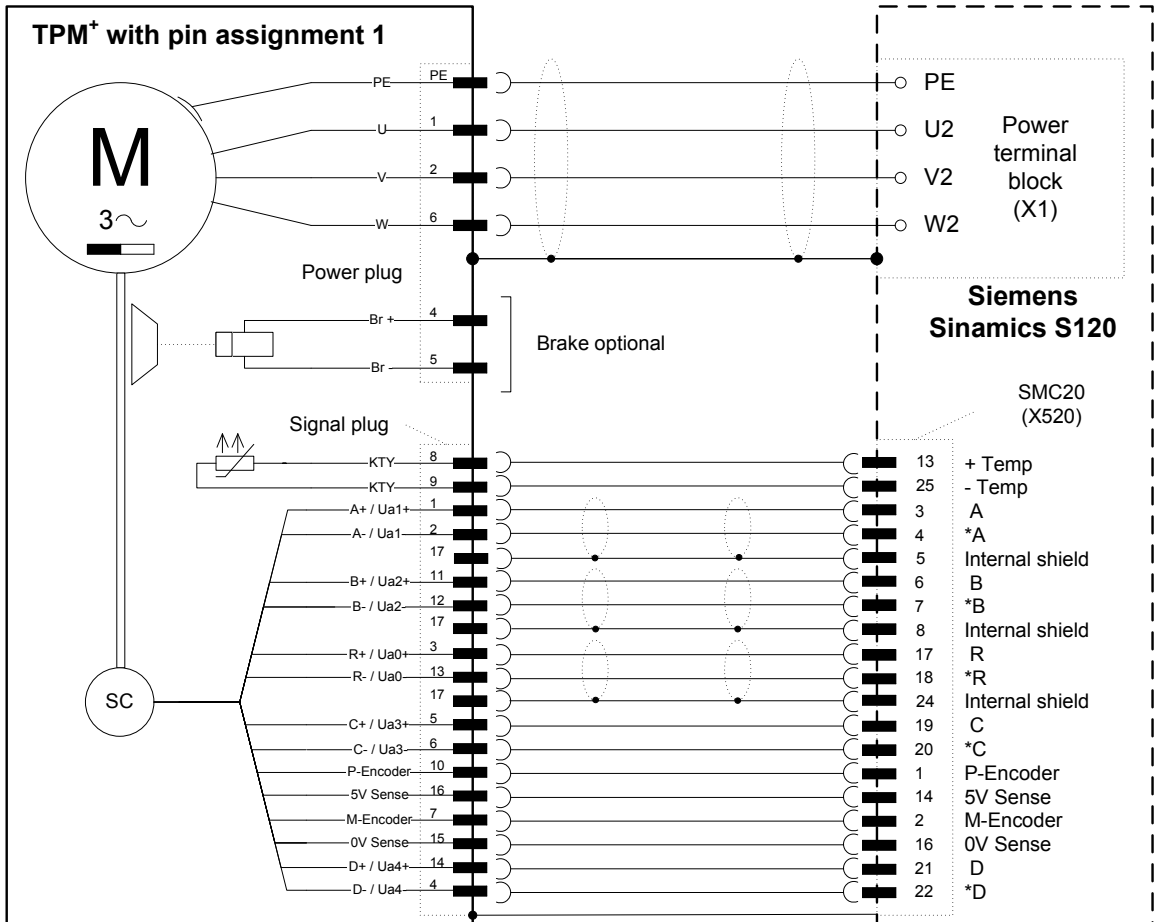 TPM+ with pin assignment 1
PE PE PE
M
3
U 1 U2
V 2 V2
W 6 W2
Power
terminal
block
(X1)
Power plug
Siemens
Sinamics S120
Br + 4
Br - 5
Brake optional
SMC20
(X520)
Signal plug
KTY 8 13 + Temp
KTY 9 25 - Temp
A+ / Ua1+ 1 3 A
A- / Ua1- 2 4 *A
17 5 Internal shield
B+ / Ua2+ 11 6 B
B- / Ua2- 12 7 *B
17 8 Internal shield
R+ / Ua0+ 3 17 R
R- / Ua0- 13 18 *R
17 24 Internal shield
SC
C+ / Ua3+ 5 19 C
C- / Ua3- 6 20 *C
P-Encoder 10 1 P-Encoder
5V Sense 16 14 5V Sense
M-Encoder 7 2 M-Encoder
0V Sense 15 16 0V Sense
D+ / Ua4+ 14 21 D
D- / Ua4- 4 22 *D